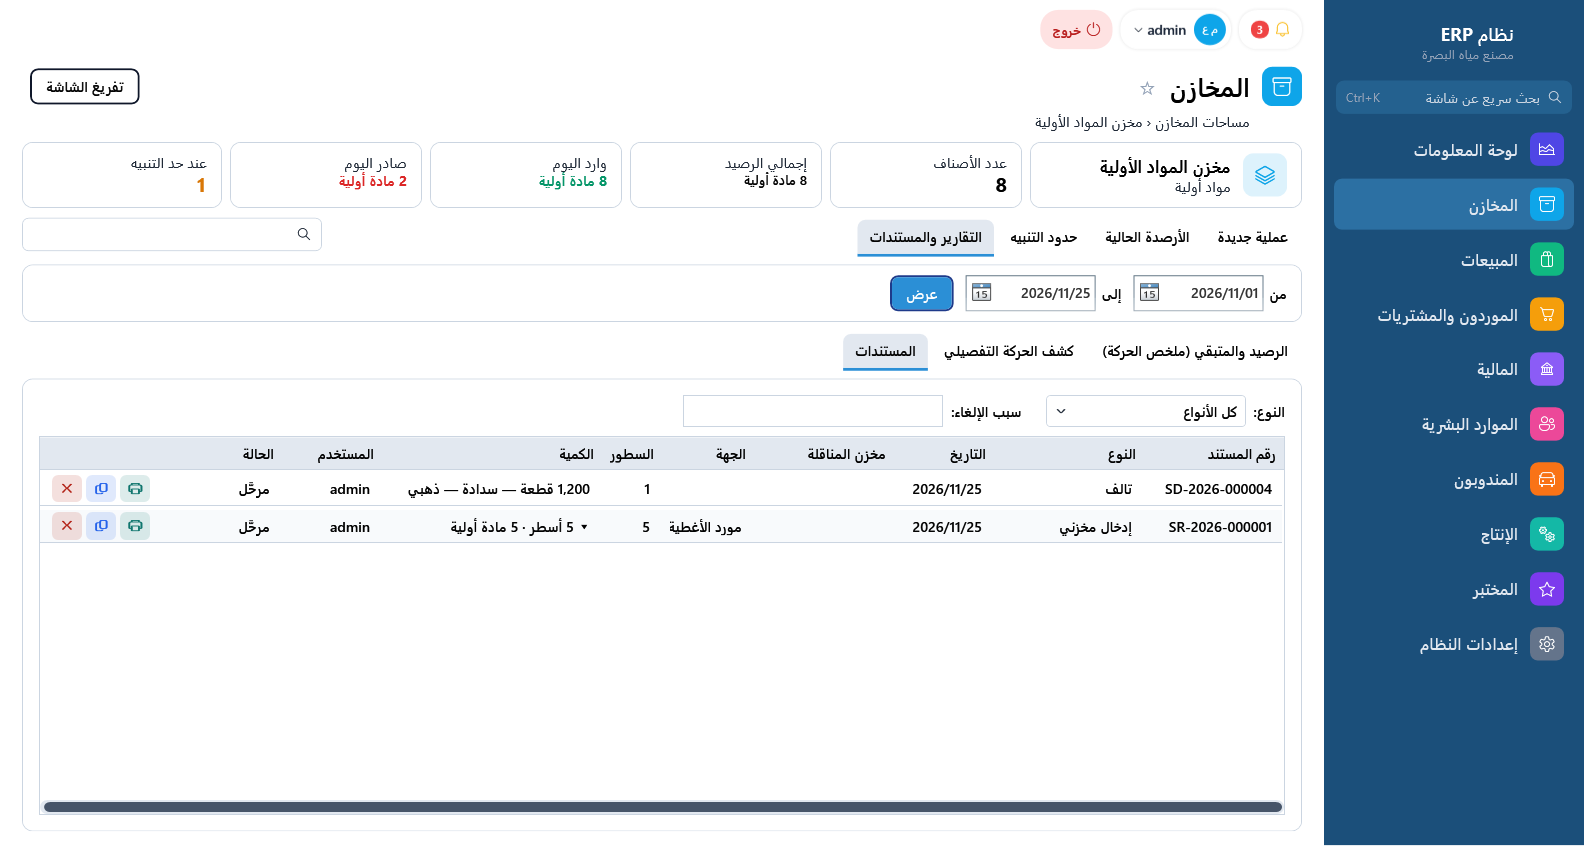 نظام ERP
مصنع مياه البصرة
بحث سريع عن شاشة Ctrl+K
لوحة المعلومات
المخازن
المبيعات
الموردون والمشتريات
المالية
الموارد البشرية
المندوبون
الإنتاج
المختبر
إعدادات النظام
3
م ع admin
خروج
المخازن
مساحات المخازن › مخزن المواد الأولية
تفريغ الشاشة
مخزن المواد الأولية
مواد أولية
عدد الأصناف
8
إجمالي الرصيد
8 مادة أولية
وارد اليوم
8 مادة أولية
صادر اليوم
2 مادة أولية
عند حد التنبيه
1
عملية جديدة الأرصدة الحالية حدود التنبيه التقارير والمستندات
من 2026/11/01 15 إلى 2026/11/25 15 عرض
الرصيد والمتبقي (ملخص الحركة) كشف الحركة التفصيلي المستندات
النوع: كل الأنواع سبب الإلغاء:
رقم المستند النوع التاريخ مخزن المناقلة الجهة السطور الكمية المستخدم الحالة
SD-2026-000004 تالف 2026/11/25 1 1,200 قطعة — سدادة — ذهبي admin مرحَّل
SR-2026-000001 إدخال مخزني 2026/11/25 مورد الأغطية 5 ▼ 5 أسطر · 5 مادة أولية admin مرحَّل